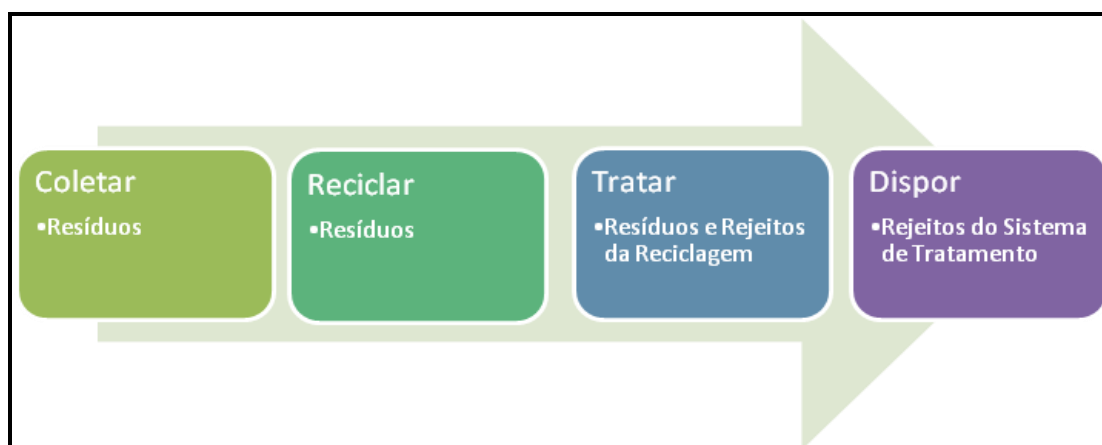 Coletar
•Resíduos
Reciclar
•Resíduos
Tratar
•Resíduos e Rejeitos
da Reciclagem
Dispor
•Rejeitos do Sistema
de Tratamento